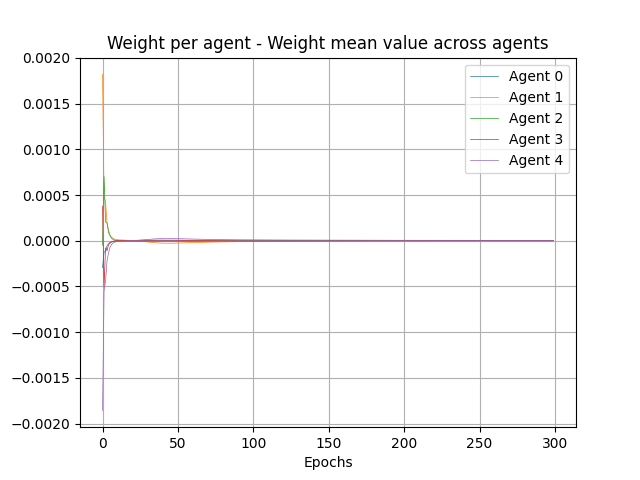 Weight per agent - Weight mean value across agents
0.0020
0.0015
0.0010
0.0005
0.0000
−0.0005
−0.0010
−0.0015
−0.0020
Agent 0
Agent 1
Agent 2
Agent 3
Agent 4
0 50 100 150 200 250 300
Epochs